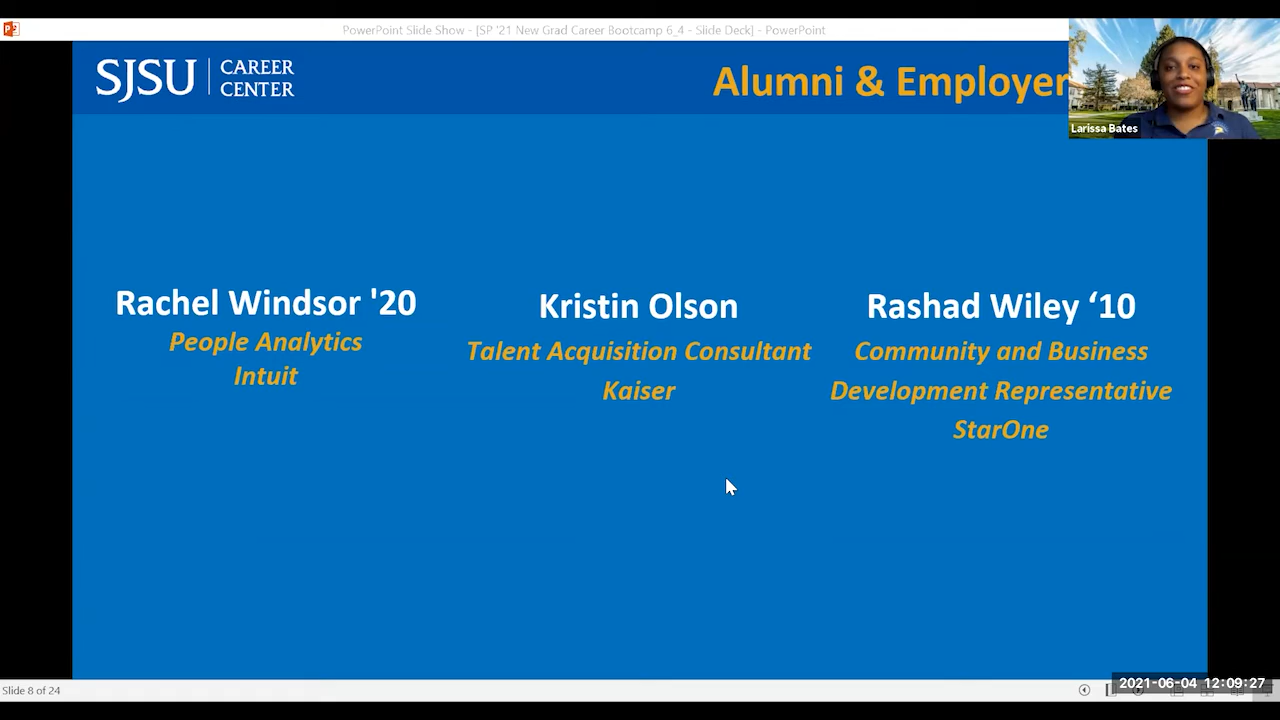 PowerPoint Slide Show - [SP '21 New Grad Career Bootcamp 6_4 - Slide Deck] - PowerPoint
SJSU
CAREER
CENTER
Alumni & Employer
Larissa Bates
Rachel Windsor '20
People Analytics
Intuit
Kristin Olson
Talent Acquisition Consultant
Kaiser
Rashad Wiley ‘10
Community and Business
Development Representative
StarOne
Slide 8 of 24
2021-06-04 12:09:27